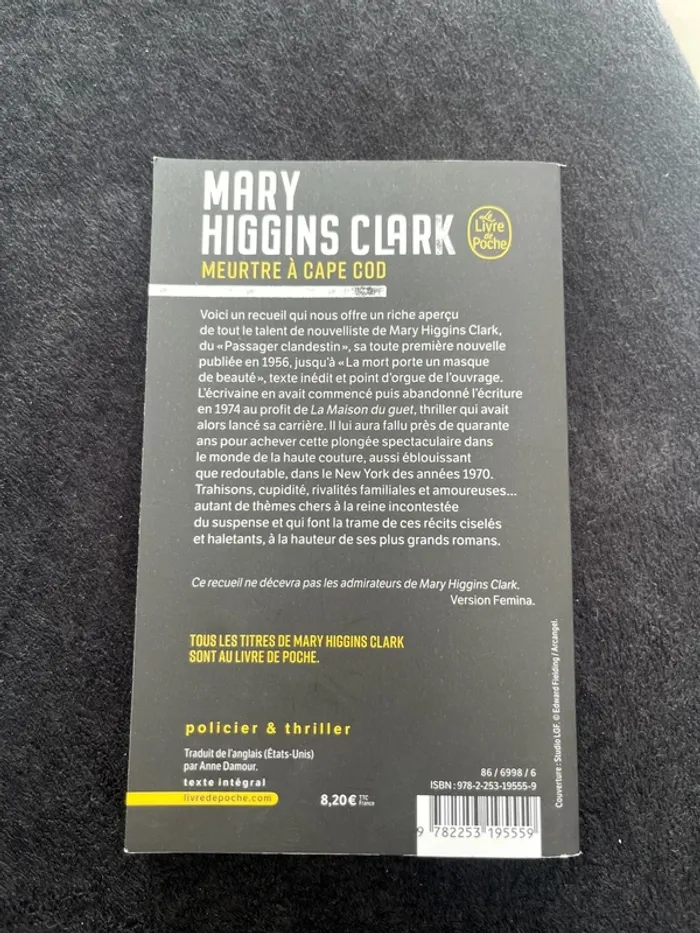 MARY
HIGGINS CLARK
Le
Livre
de
Poche
MEURTRE À CAPE COD
Voici un recueil qui nous offre un riche aperçu
de tout le talent de nouvelliste de Mary Higgins Clark,
du « Passager clandestin », sa toute première nouvelle
publiée en 1956, jusqu'à « La mort porte un masque
de beauté », texte inédit et point d'orgue de l'ouvrage.
L'écrivaine en avait commencé puis abandonné l'écriture
en 1974 au profit de La Maison du guet, thriller qui avait
alors lancé sa carrière. Il lui aura fallu près de quarante
ans pour achever cette plongée spectaculaire dans
le monde de la haute couture, aussi éblouissant
que redoutable, dans le New York des années 1970.
Trahisons, cupidité, rivalités familiales et amoureuses...
autant de thèmes chers à la reine incontestée
du suspense et qui font la trame de ces récits ciselés
et haletants, à la hauteur de ses plus grands romans.
Ce recueil ne décevra pas les admirateurs de Mary Higgins Clark.
Version Femina.
TOUS LES TITRES DE MARY HIGGINS CLARK
SONT AU LIVRE DE POCHE.
policier & thriller
Traduit de l'anglais (États-Unis)
par Anne Damour.
texte intégral
livredepoche.com
8,20 € TTC
France
86 / 6998 / 6
ISBN : 978-2-253-19555-9
9 782253 195559
Couverture : Studio LGF. © Edward Fielding / Arcangel.